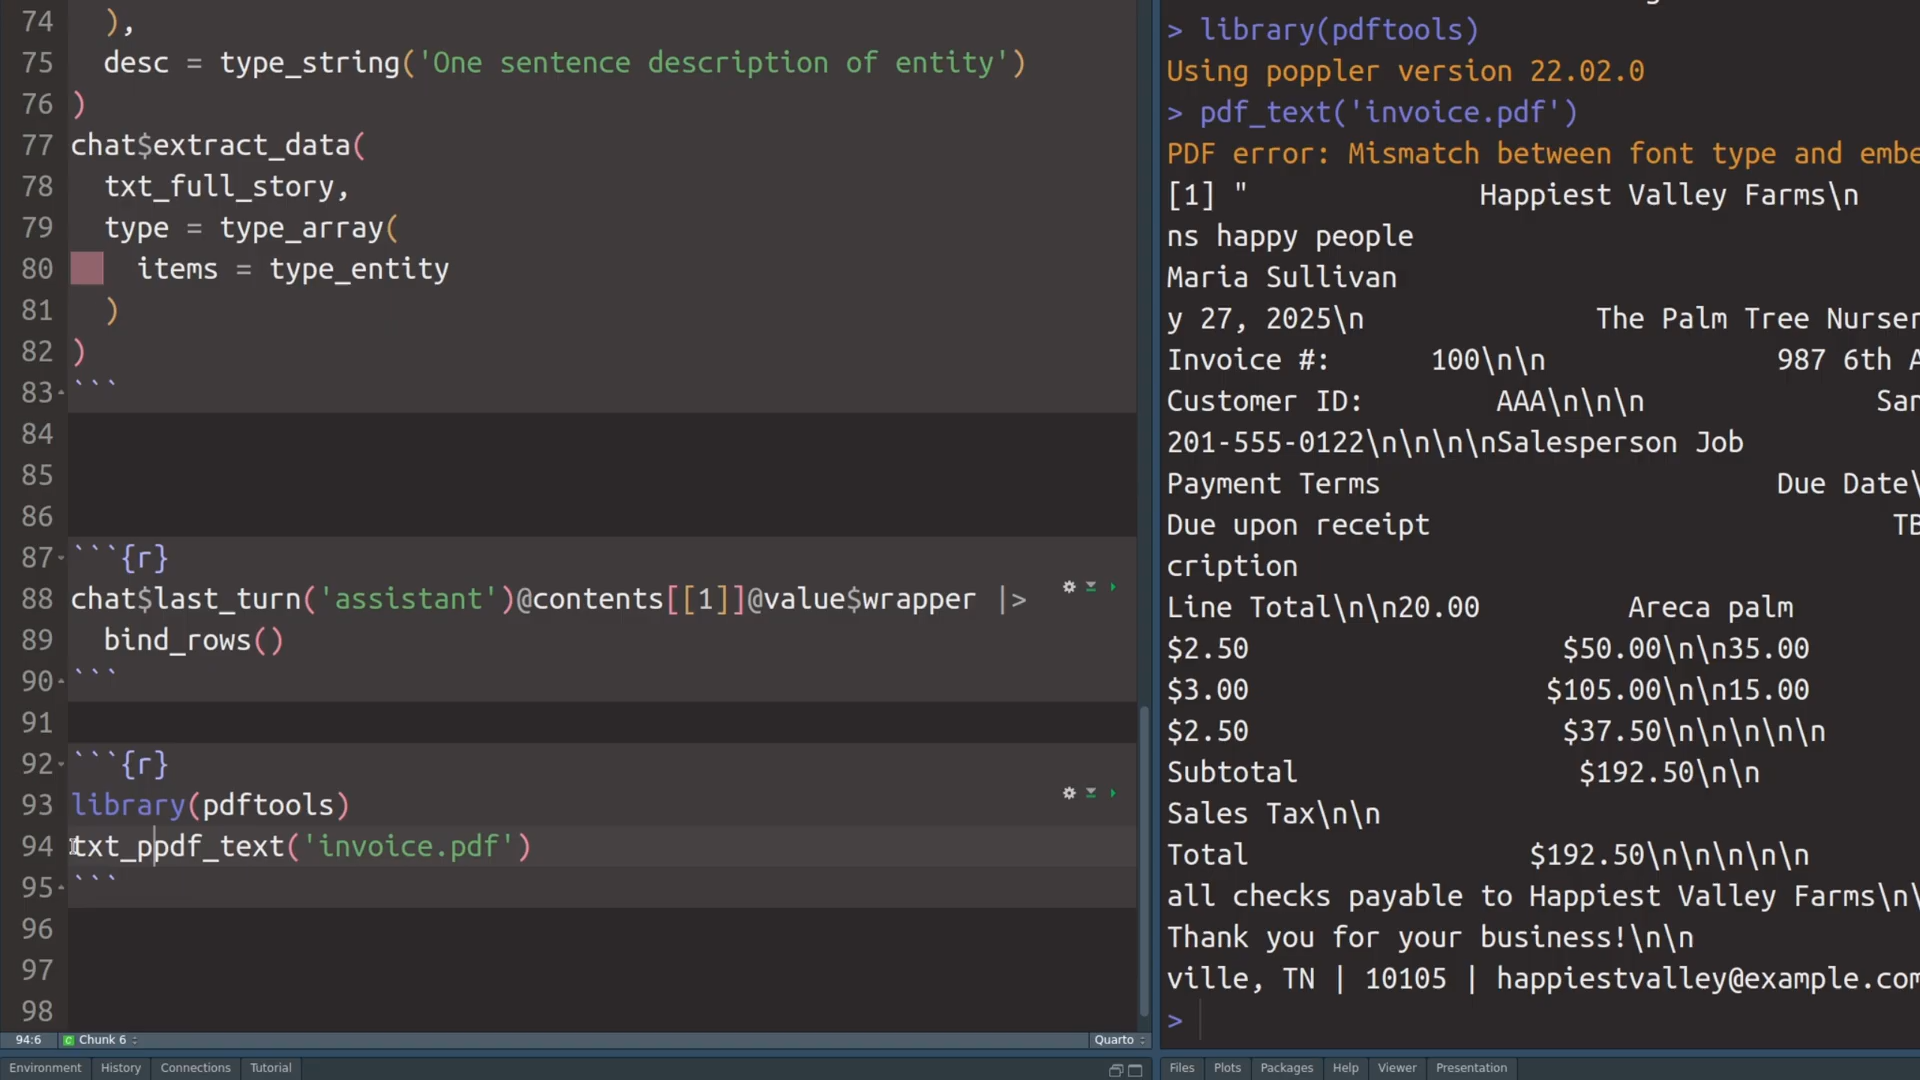 74 ),
75 desc = type_string('One sentence description of entity')
76 )
77 chat$extract_data(
78 txt_full_story,
79 type = type_array(
80 items = type_entity
81 )
82 )
83 ```
84
85
86
87 ```{r}
88 chat$last_turn('assistant')@contents[[1]]@value$wrapper |>
89 bind_rows()
90 ```
91
92 ```{r}
93 library(pdftools)
94 txt_ppdf_text('invoice.pdf')
95 ```
96
97
98
94:6 Chunk 6 Quarto
Environment History Connections Tutorial
> library(pdftools)
Using poppler version 22.02.0
> pdf_text('invoice.pdf')
PDF error: Mismatch between font type and embe
[1] " Happiest Valley Farms\n
ns happy people
Maria Sullivan
y 27, 2025\n The Palm Tree Nurser
Invoice #: 100\n\n 987 6th A
Customer ID: AAA\n\n\n San
201-555-0122\n\n\n\nSalesperson Job
Payment Terms Due Date\
Due upon receipt TB
cription
Line Total\n\n20.00 Areca palm
$2.50 $50.00\n\n35.00
$3.00 $105.00\n\n15.00
$2.50 $37.50\n\n\n\n\n
Subtotal $192.50\n\n
Sales Tax\n\n
Total $192.50\n\n\n\n\n
all checks payable to Happiest Valley Farms\n\
Thank you for your business!\n\n
ville, TN | 10105 | happiestvalley@example.com
>
Files Plots Packages Help Viewer Presentation